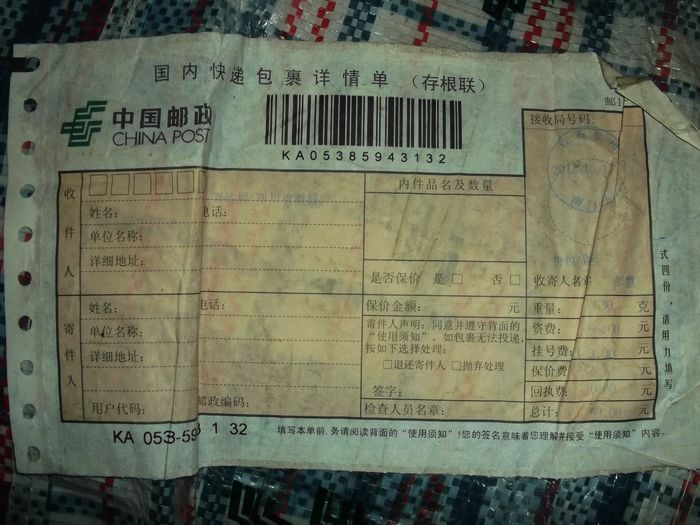 国内快递包裹详情单 (存根联)
中国邮政
CHINA POST
KA05385943132
邮1
接收局号码:
收件人
姓名: 电话:
单位名称:
详细地址:
内件品名及数量
是否保价 是□ 否□
收寄人名章
寄件人
姓名: 电话:
单位名称:
详细地址:
用户代码: 邮政编码:
保价金额: 元
寄件人声明: 同意并遵守背面的
“使用须知”, 如包裹无法投递,
按如下选择处理:
□退还寄件人 □抛弃处理
签字:
检查人员名章:
重量: 克
资费: 元
挂号费: 元
保价费: 元
回执费: 元
总计: 元
一式四份, 请用力填写。
KA 053-59 1 32
填写本单前, 务请阅读背面的“使用须知”!您的签名意味着您理解并接受“使用须知”内容。